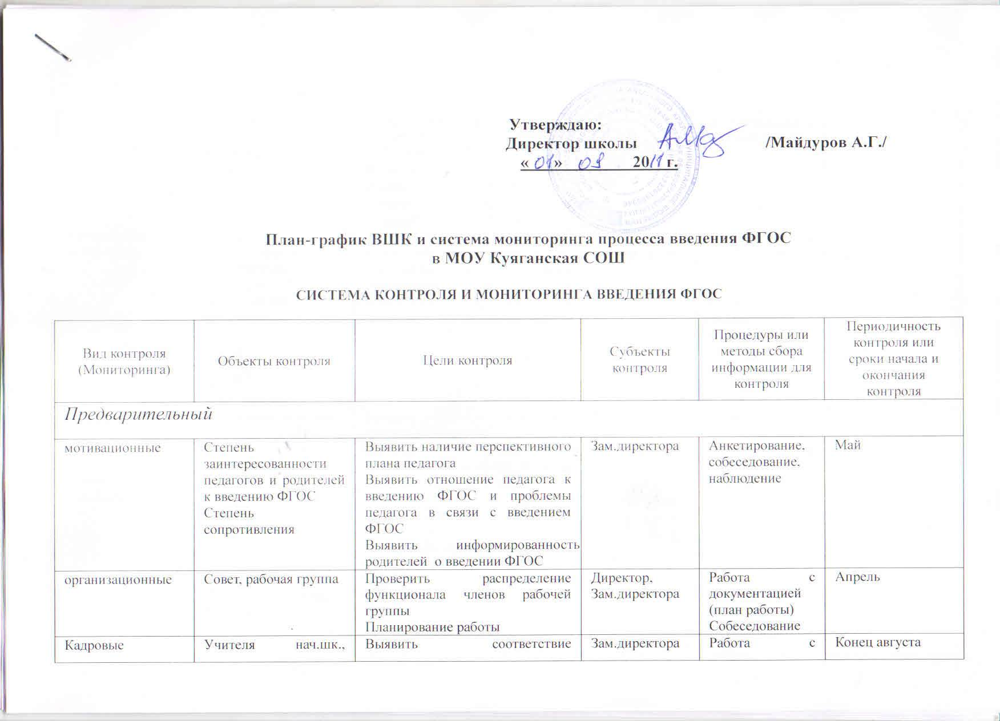 Утверждаю:
Директор школы /Майдуров А.Г./
« 01» 09 2011 г.
План-график ВШК и система мониторинга процесса введения ФГОС
в МОУ Куяганская СОШ
СИСТЕМА КОНТРОЛЯ И МОНИТОРИНГА ВВЕДЕНИЯ ФГОС
Вид контроля
(Мониторинга)
Объекты контроля
Цели контроля
Субъекты
контроля
Процедуры или
методы сбора
информации для
контроля
Периодичность
контроля или
сроки начала и
окончания
контроля
Предварительный
мотивационные
Степень
заинтересованности
педагогов и родителей
к введению ФГОС
Степень
сопротивления
Выявить наличие перспективного
плана педагога
Выявить отношение педагога к
введению ФГОС и проблемы
педагога в связи с введением
ФГОС
Выявить информированность
родителей о введении ФГОС
Зам.директора
Анкетирование,
собеседование,
наблюдение
Май
организационные
Совет, рабочая группа
Проверить распределение
функционала членов рабочей
группы
Планирование работы
Директор,
Зам.директора
Работа с
документацией
(план работы)
Собеседование
Апрель
Кадровые
Учителя нач.шк.,
Выявить соответствие
Зам.директора
Работа с
Конец августа